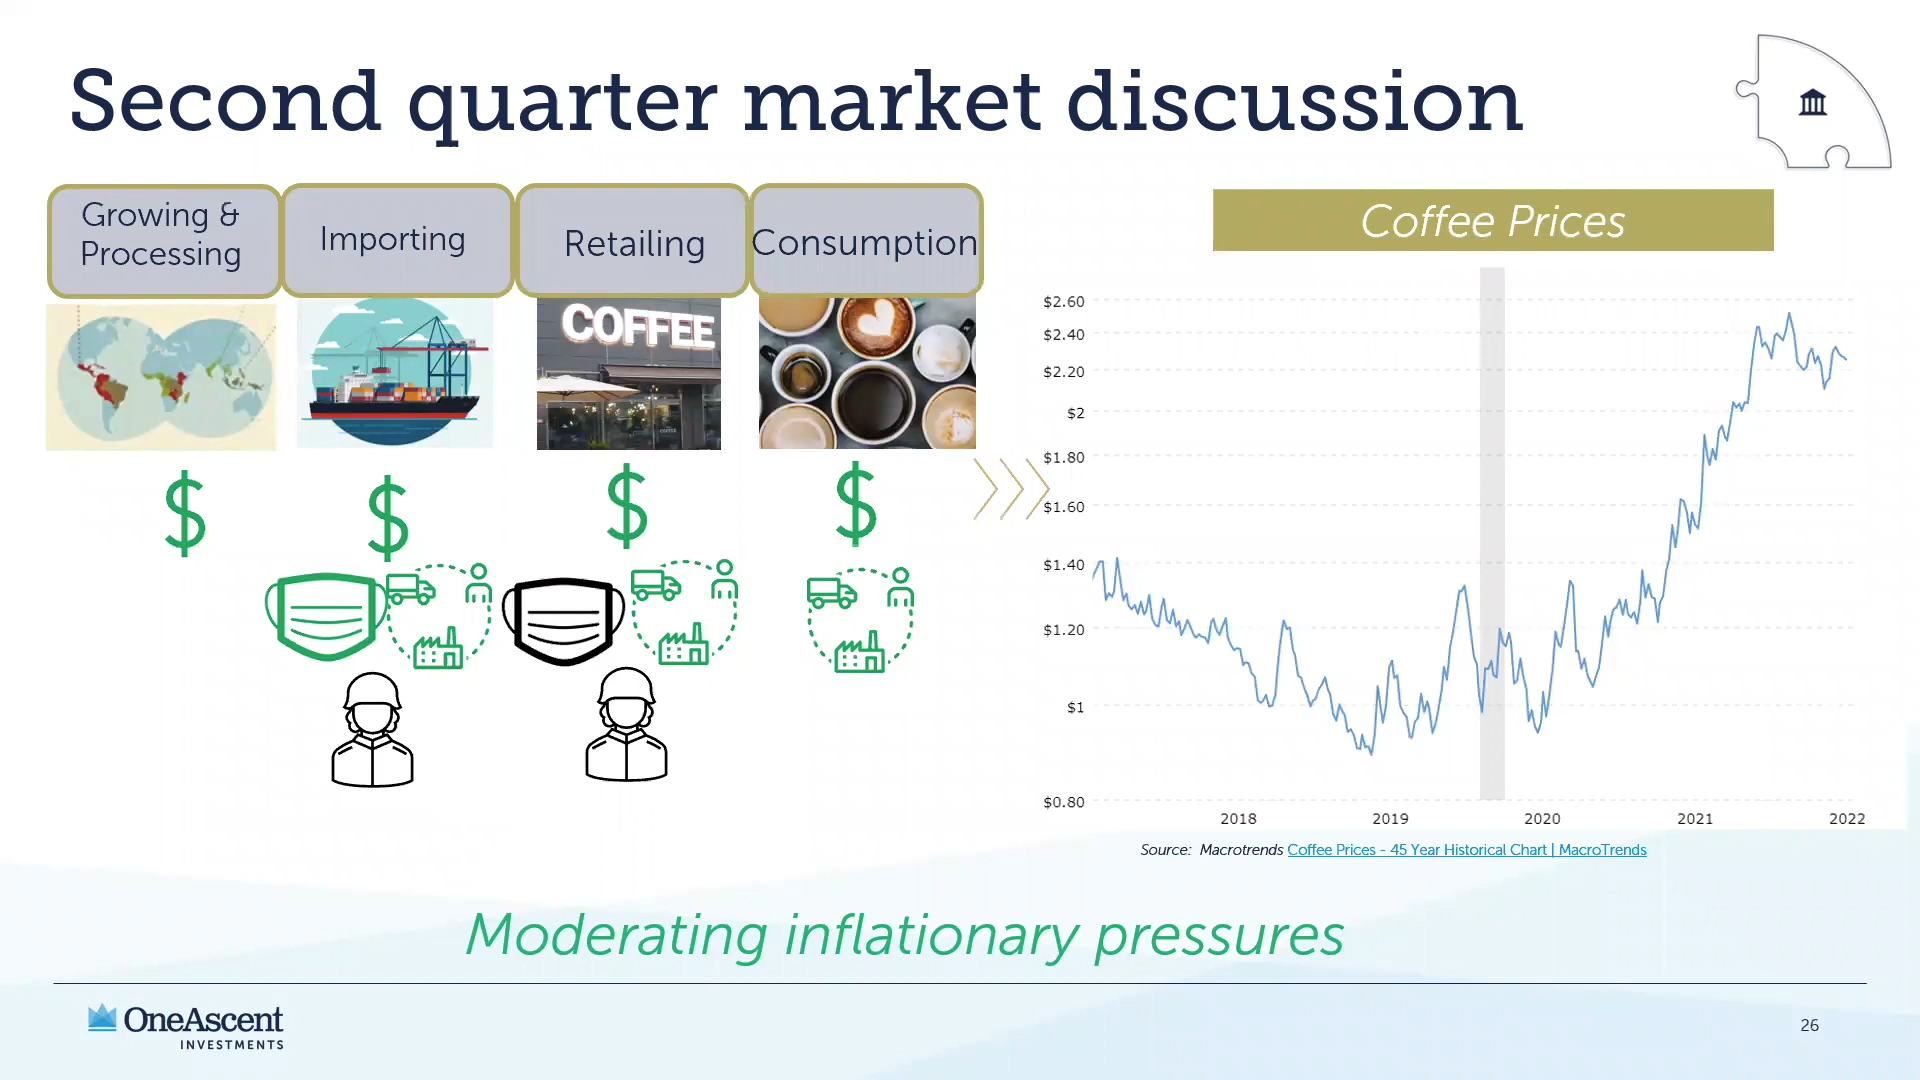 Second quarter market discussion
Growing &
Processing
Importing
Retailing
Consumption
COFFEE
Coffee Prices
$2.60
$2.40
$2.20
$2
$1.80
$1.60
$1.40
$1.20
$1
$0.80
2018 2019 2020 2021 2022
Source: Macrotrends Coffee Prices - 45 Year Historical Chart | MacroTrends
Moderating inflationary pressures
OneAscent
INVESTMENTS
26